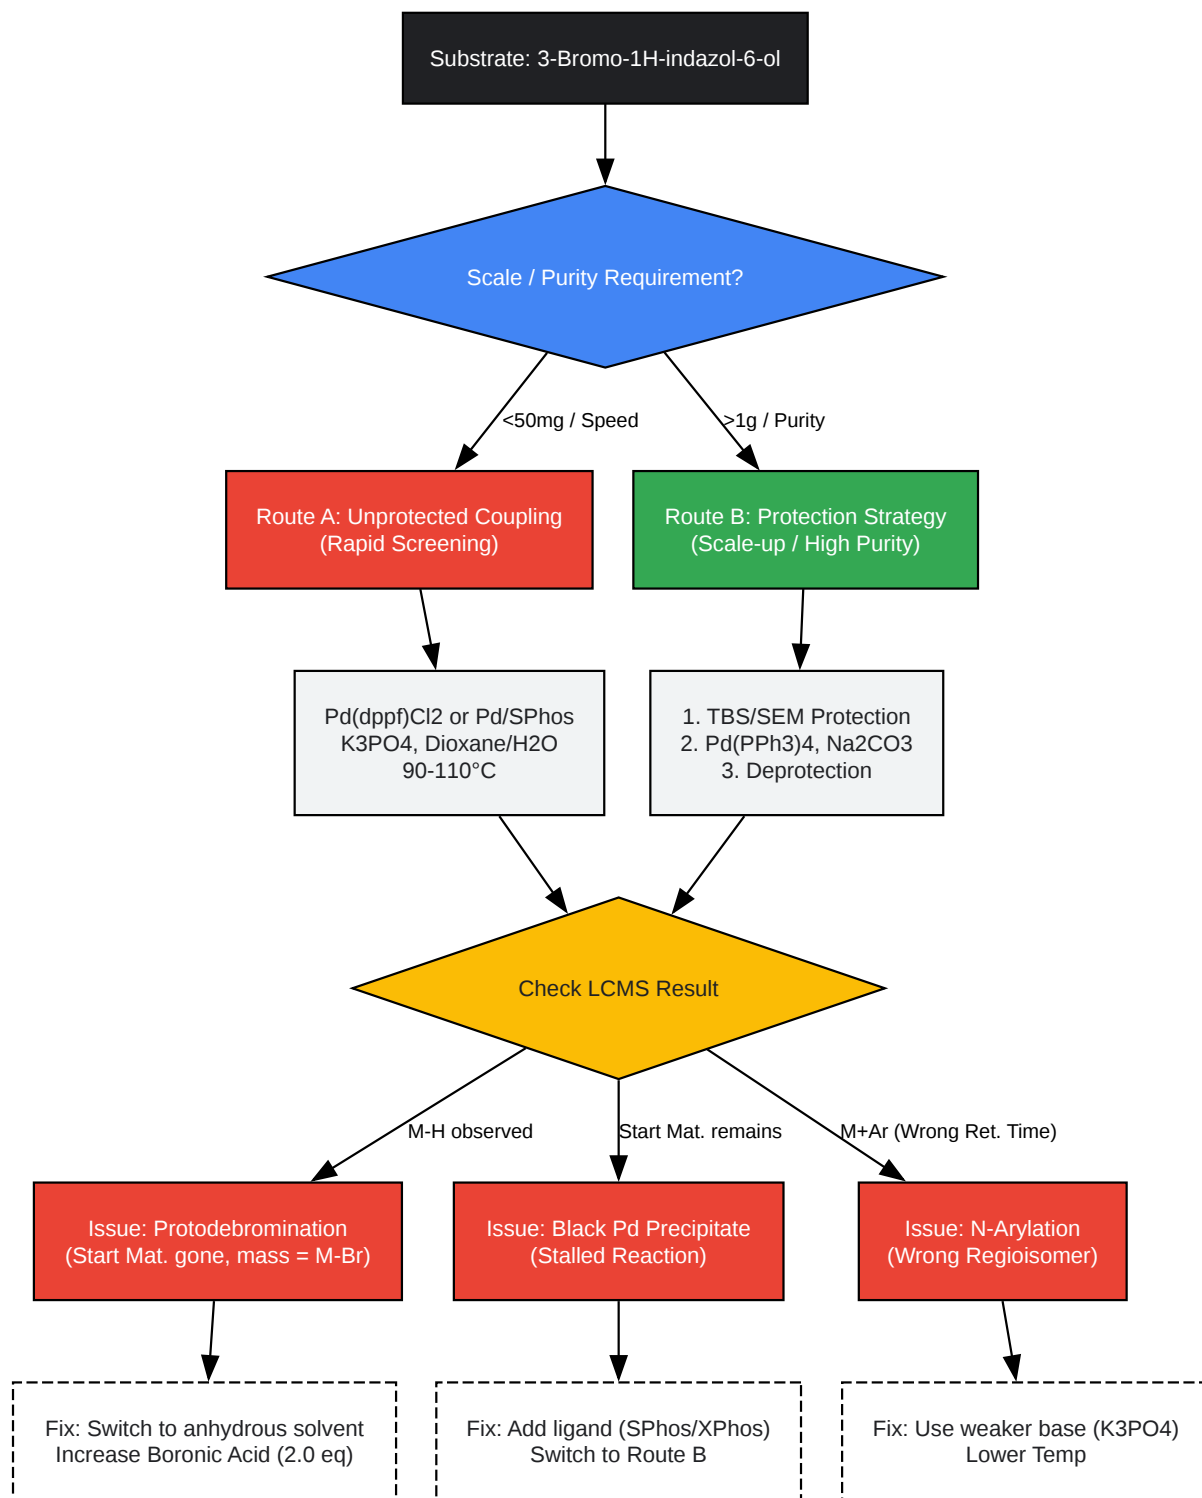 Substrate: 3-Bromo-1H-indazol-6-ol
Scale / Purity Requirement?
<50mg / Speed
>1g / Purity
Route A: Unprotected Coupling
(Rapid Screening)
Route B: Protection Strategy
(Scale-up / High Purity)
Pd(dppf)Cl2 or Pd/SPhos
K3PO4, Dioxane/H2O
90-110°C
1. TBS/SEM Protection
2. Pd(PPh3)4, Na2CO3
3. Deprotection
Check LCMS Result
M-H observed
Start Mat. remains
M+Ar (Wrong Ret. Time)
Issue: Protodebromination
(Start Mat. gone, mass = M-Br)
Issue: Black Pd Precipitate
(Stalled Reaction)
Issue: N-Arylation
(Wrong Regioisomer)
Fix: Switch to anhydrous solvent
Increase Boronic Acid (2.0 eq)
Fix: Add ligand (SPhos/XPhos)
Switch to Route B
Fix: Use weaker base (K3PO4)
Lower Temp